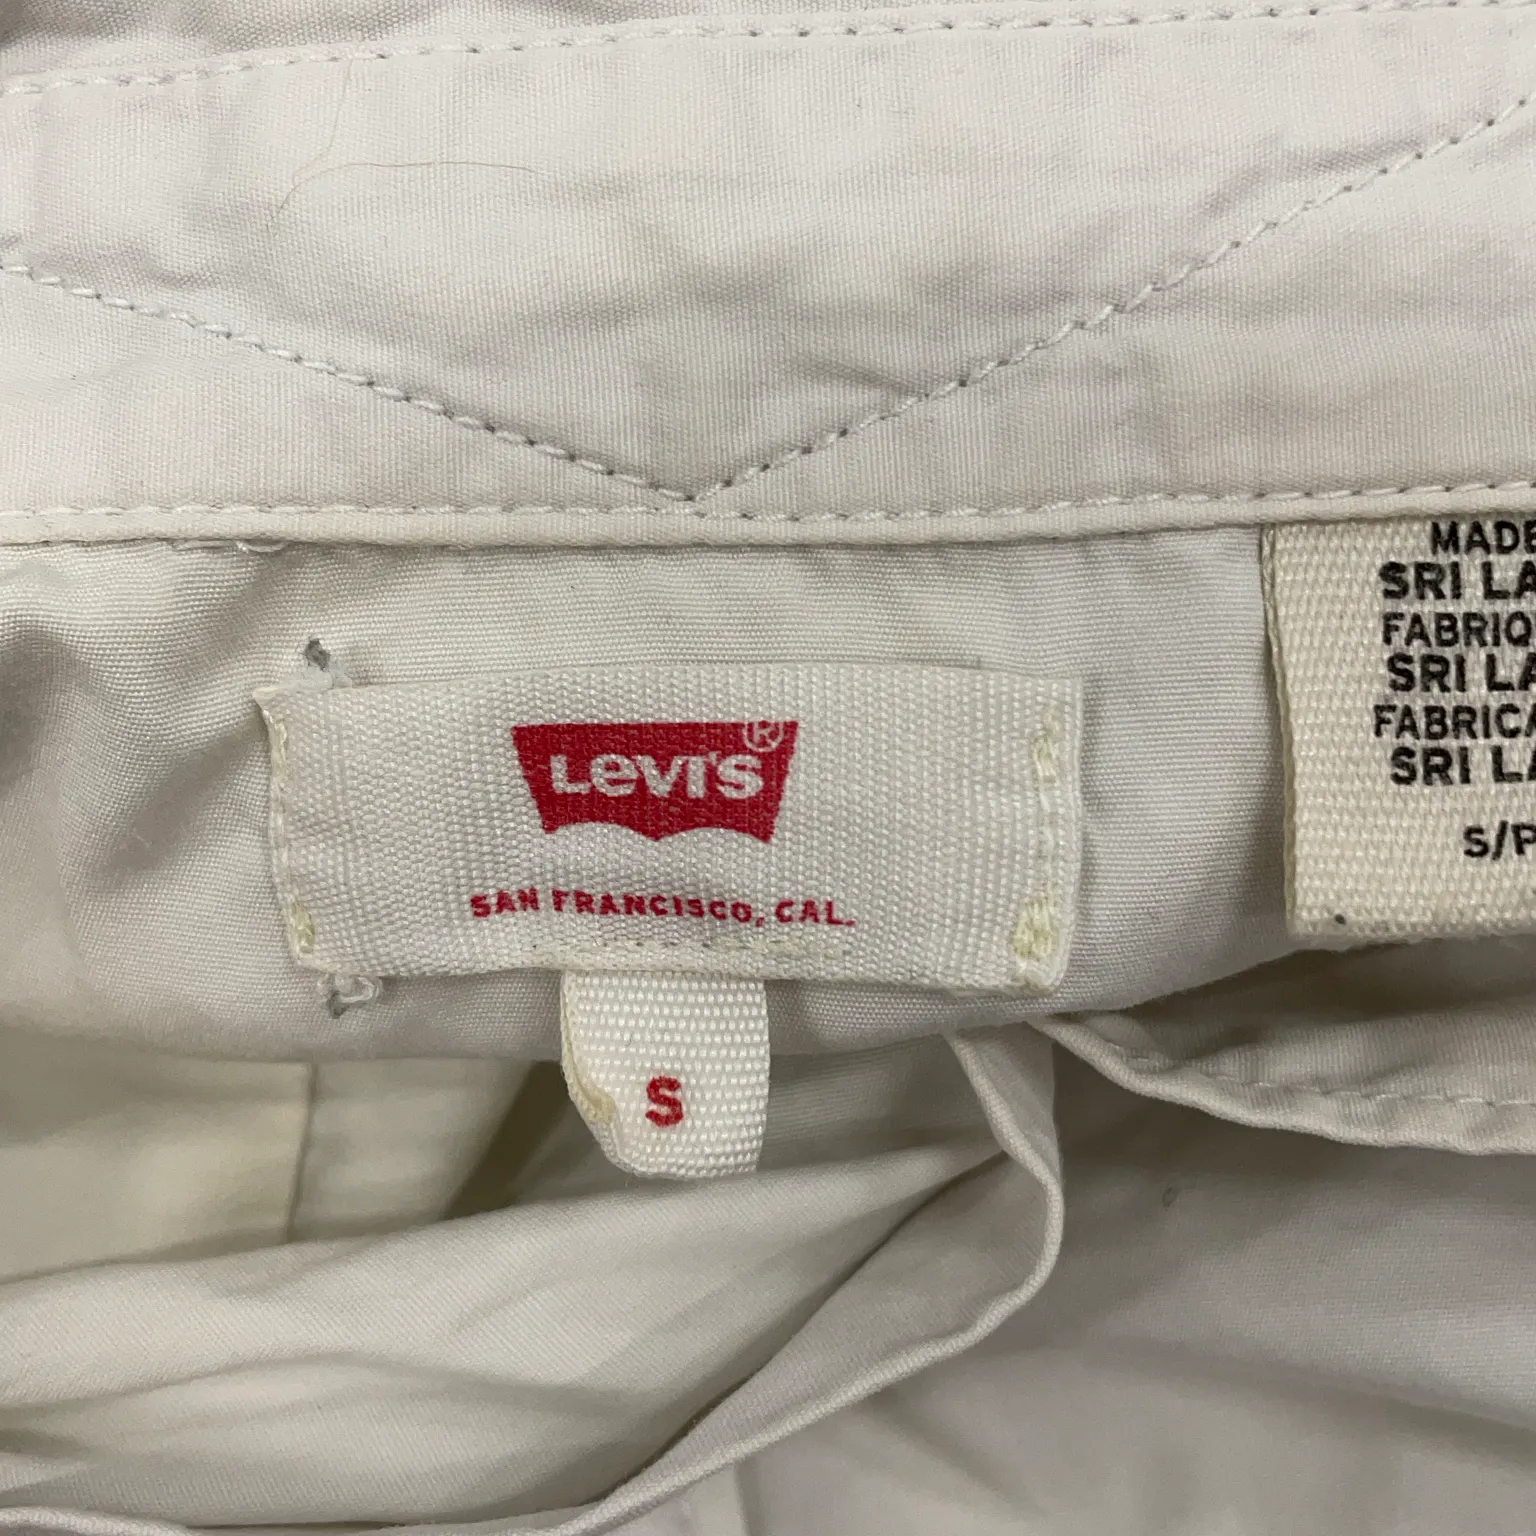 LEVI'S®
SAN FRANCISCO, CAL.
S
MADE
SRI LA
FABRIQ
SRI LA
FABRICA
SRI LA
S/P